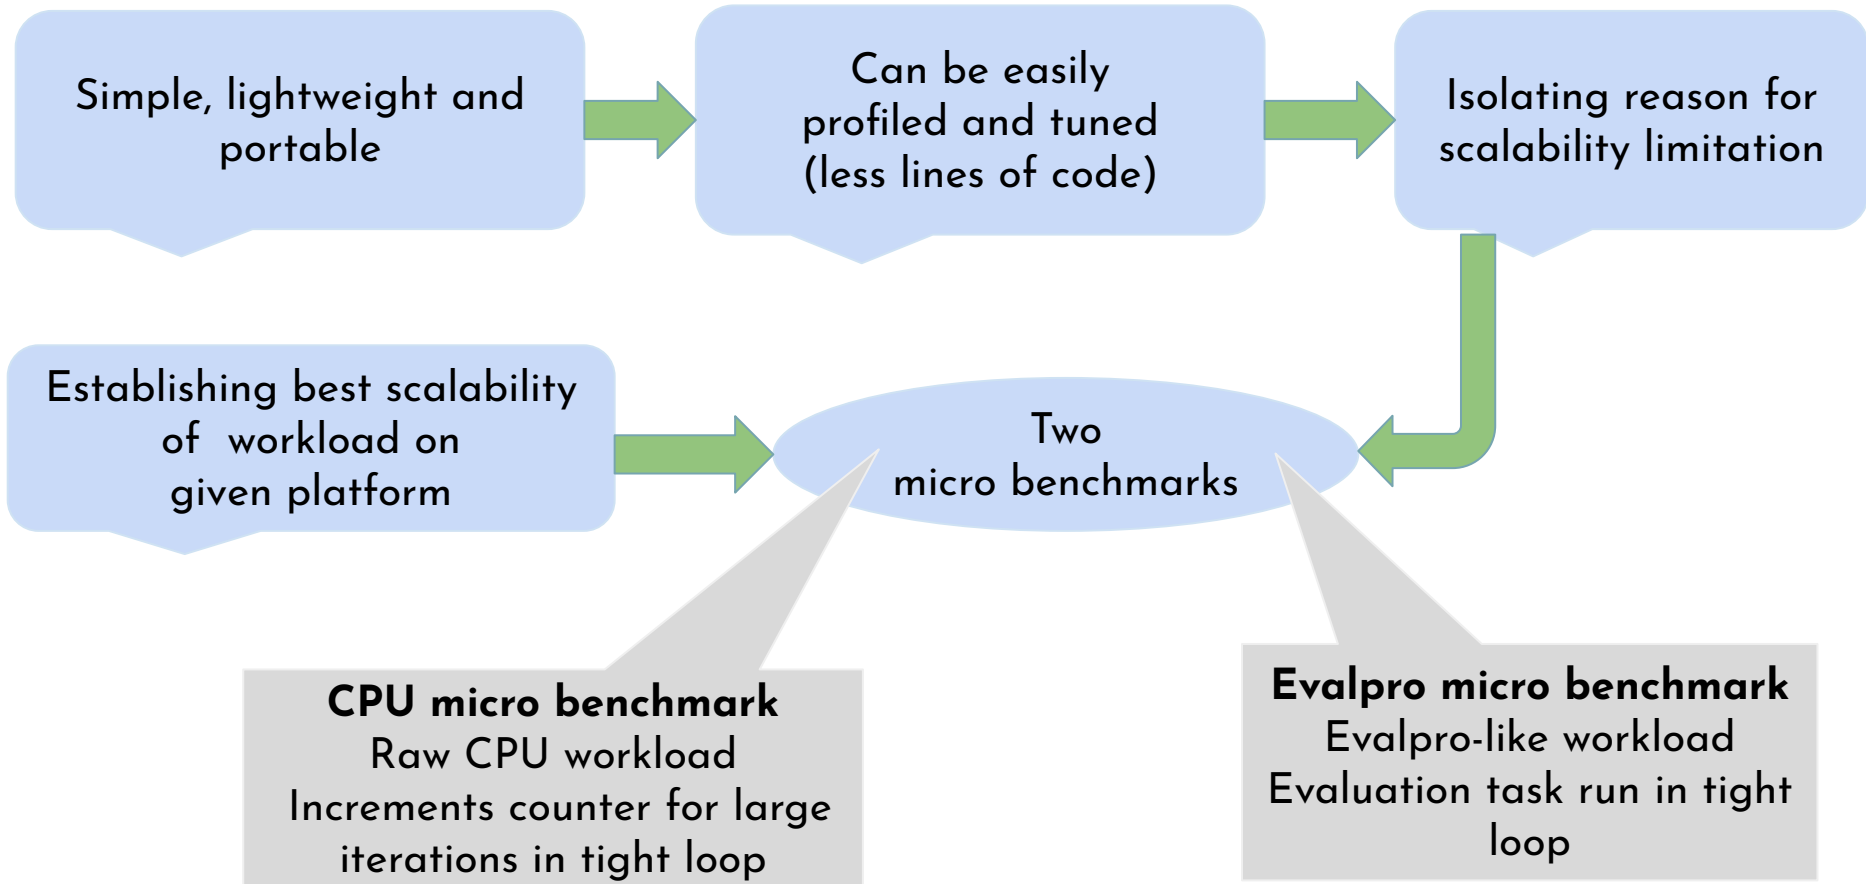 Simple, lightweight and
portable
Can be easily
profiled and tuned
(less lines of code)
Isolating reason for
scalability limitation
Establishing best scalability
of  workload on
given platform
Two
micro benchmarks
CPU micro benchmark
Raw CPU workload
Increments counter for large
iterations in tight loop
Evalpro micro benchmark
Evalpro-like workload
Evaluation task run in tight
loop